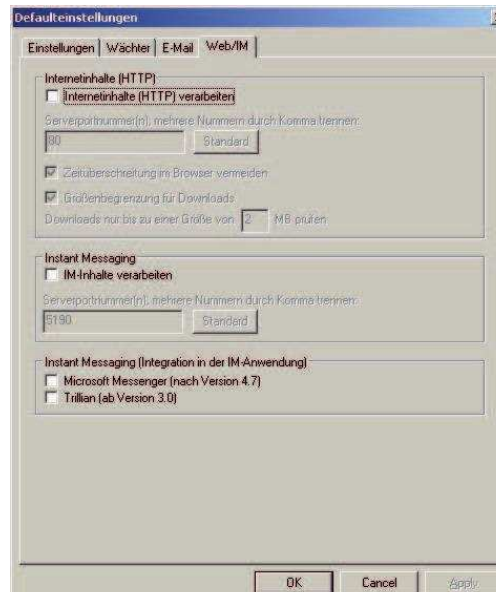 Defaulteinstellungen
Einstellungen Wächter E-Mail Web/IM
Internetinhalte (HTTP)
Internetinhalte (HTTP) verarbeiten
Serverportnummer(n); mehrere Nummern durch Komma trennen:
80 Standard
Zeitüberschreitung im Browser vermeiden
Größenbegrenzung für Downloads
Downloads nur bis zu einer Größe von 2 MB prüfen
Instant Messaging
IM-Inhalte verarbeiten
Serverportnummer(n); mehrere Nummern durch Komma trennen:
5190 Standard
Instant Messaging (Integration in der IM-Anwendung)
Microsoft Messenger (nach Version 4.7)
Trillian (ab Version 3.0)
OK Cancel Apply